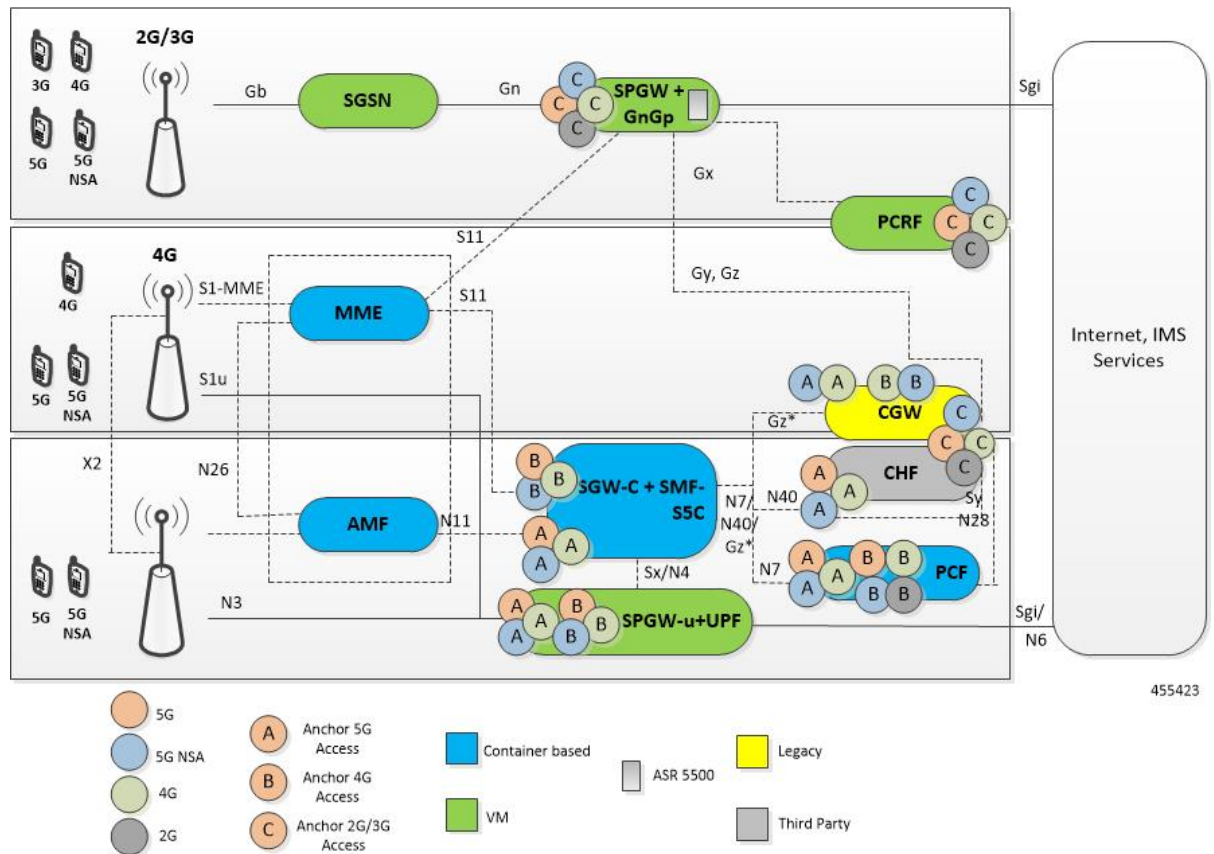 2G/3G
3G
4G
5G
5G
NSA
Gb
SGSN
Gn
C
C
C
C
SPGW +
GnGp
Sgi
Gx
PCRF
C
C
C
C
4G
4G
5G
5G
NSA
S1-MME
MME
S11
S11
S1u
Gy, Gz
Internet, IMS
Services
A
A
B
B
CGW
C
C
C
C
Gz*
X2
N26
AMF
N11
B
B
B
SGW-C + SMF-
S5C
A
A
A
N7/
N40/
Gz*
N40
A
A
A
CHF
Sy
N28
N7
A
A
A
B
B
B
B
PCF
Sx/N4
5G
5G
NSA
N3
A
A
A
B
B
B
SPGW-u+UPF
Sgi/
N6
455423
5G
5G NSA
4G
2G
A
Anchor 5G
Access
B
Anchor 4G
Access
C
Anchor 2G/3G
Access
Container based
VM
ASR 5500
Legacy
Third Party